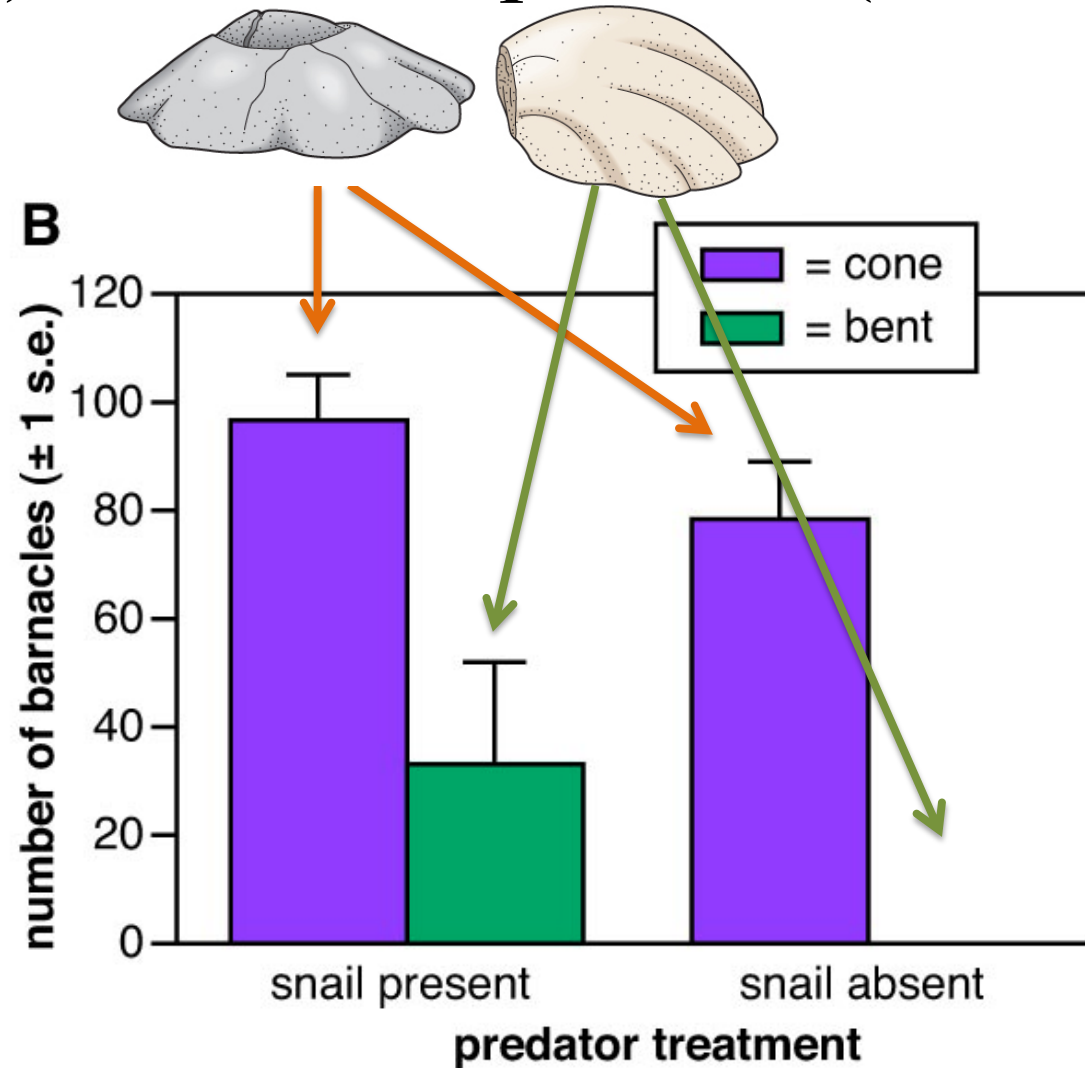 B
= cone
= bent
number of barnacles (± 1 s.e.)
120
100
80
60
40
20
0
snail present
snail absent
predator treatment